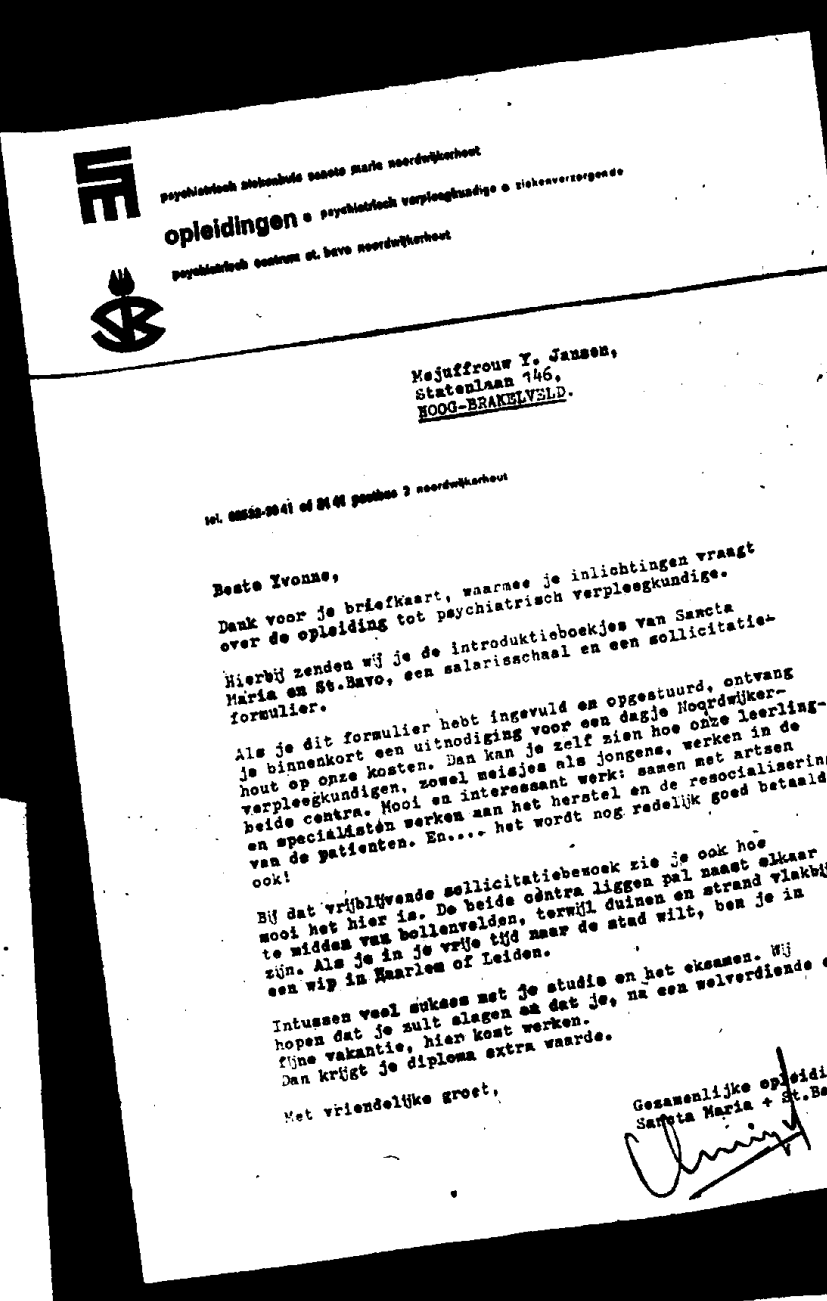 psychiatrisch ziekenhuis sancta maria noordwijkerhout
opleidingen psychiatrisch verpleegkundige ziekenverzorgende
psychiatrisch centrum st. bavo noordwijkerhout
Mejuffrouw Y. Jansen,
Statenlaan 146,
HOOG-BRAKELVELD.
tel. of postbus 2 noordwijkerhout
Beste Yvonne,
Dank voor je briefkaart, waarmee je inlichtingen vraagt
over de opleiding tot psychiatrisch verpleegkundige.
Hierbij zenden wij je de introduktieboekjes van Sancta
Maria en St.Bavo, een salarisschaal en een sollicitatie-
formulier.
Als je dit formulier hebt ingevuld en opgestuurd, ontvang
je binnenkort een uitnodiging voor een dagje Noordwijker-
hout op onze kosten. Dan kan je zelf zien hoe onze leerling-
verpleegkundigen, zowel meisjes als jongens, werken in de
beide centra. Mooi en interessant werk: samen met artsen
en specialisten werken aan het herstel en de resocialisering
van de patienten. En.... het wordt nog redelijk goed betaald
ook!
Bij dat vrijblijvende sollicitatiebezoek zie je ook hoe
mooi het hier is. De beide centra liggen pal naast elkaar
te midden van bollenvelden, terwijl duinen en strand vlakbij
zijn. Als je in je vrije tijd naar de stad wilt, ben je in
een wip in Haarlem of Leiden.
Intussen veel sukses met je studie en het eksamen. Wij
hopen dat je zult slagen en dat je, na een welverdiende e
fijne vakantie, hier komt werken.
Dan krijgt je diploma extra waarde.
Met vriendelijke groet,
Gezamenlijke opleidi
Sancta Maria + St.Ba